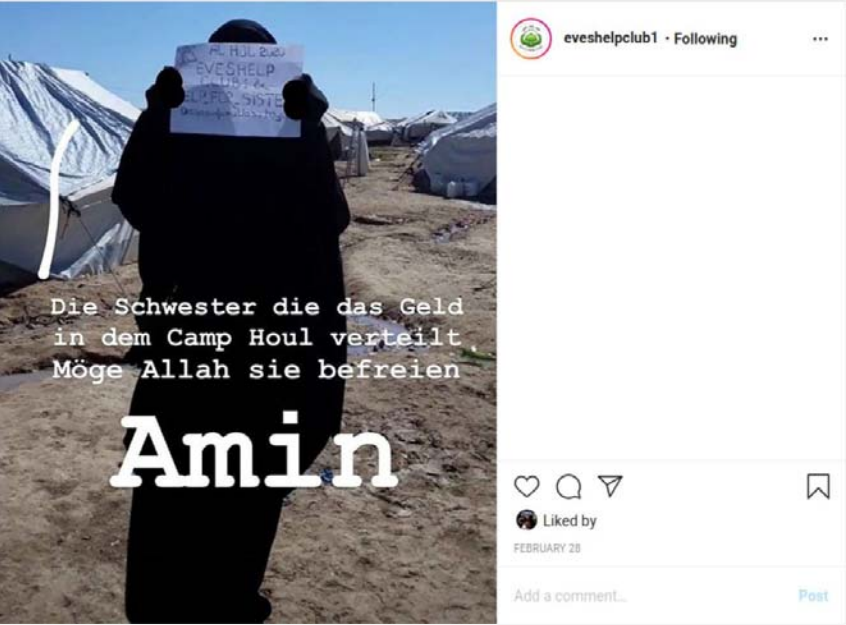 AL HOL 2020
EVESHELP
Die Schwester die das Geld
in dem Camp Houl verteilt
Möge Allah sie befreien
Amin
eveshelpclub1 • Following
Liked by
FEBRUARY 28
Add a comment...
Post